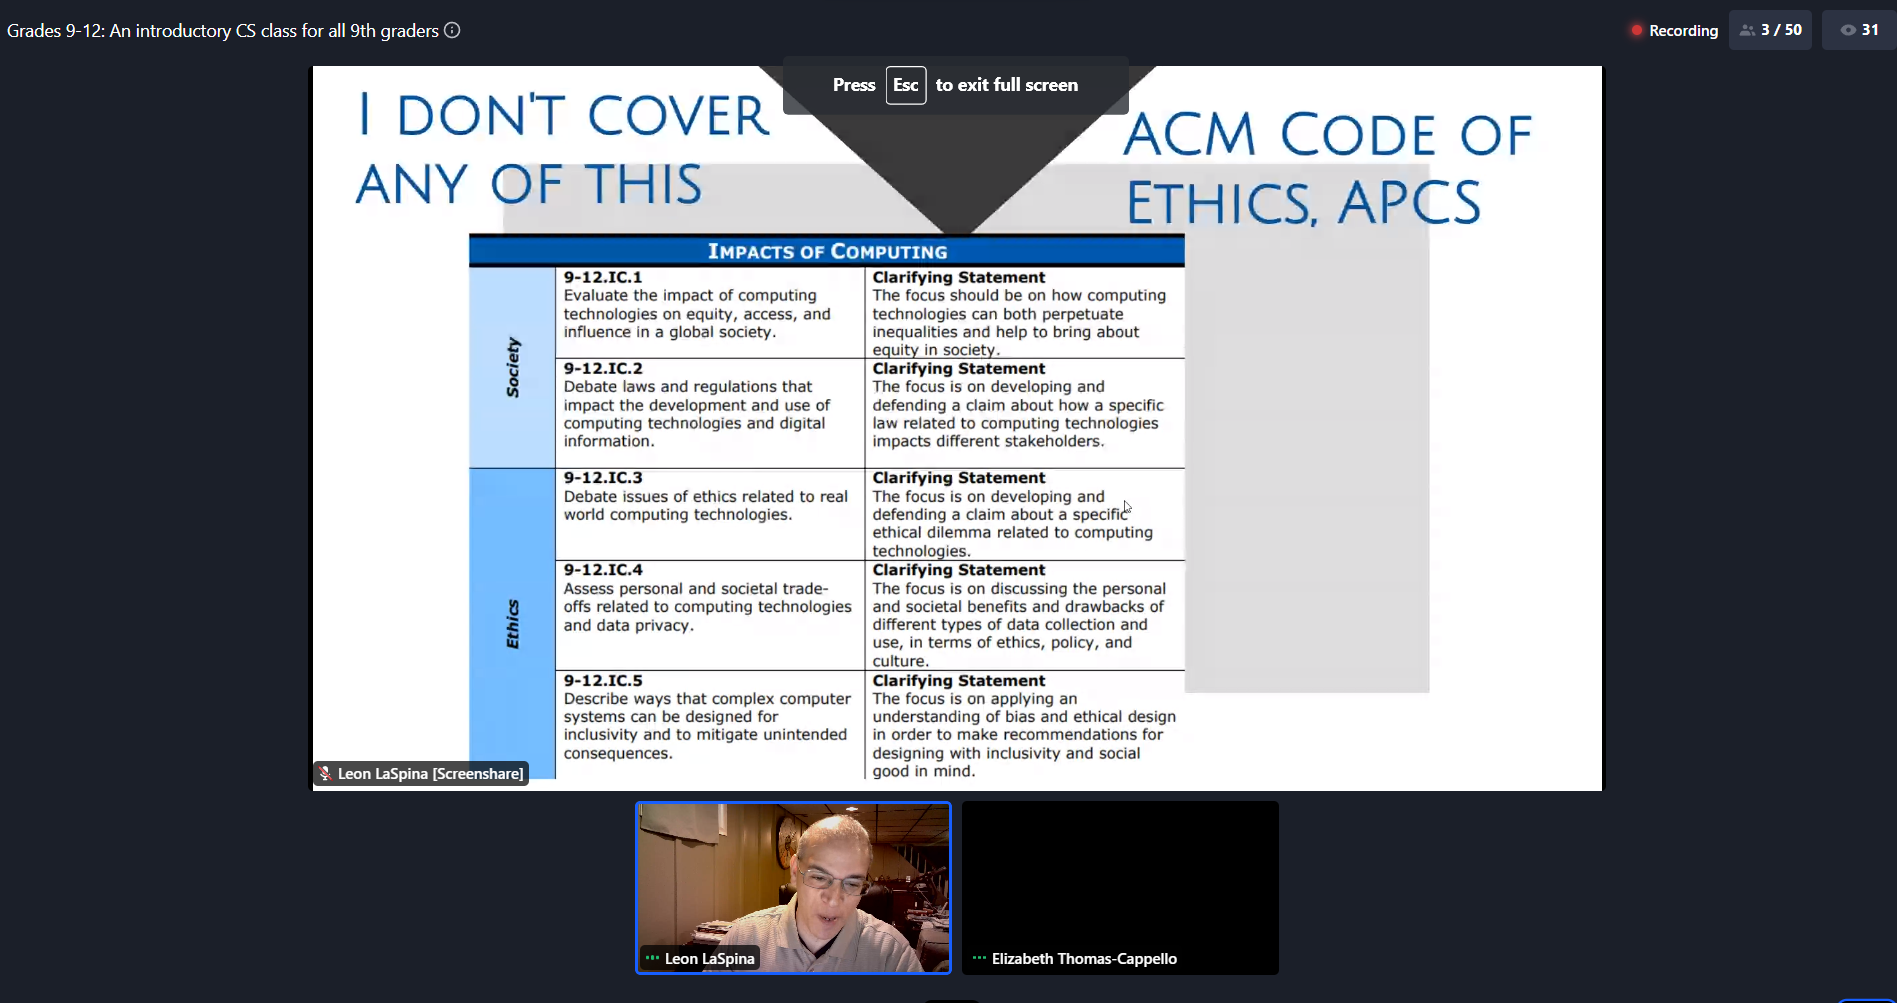 Grades 9-12: An introductory CS class for all 9th graders
Recording
3 / 50
31
Press Esc to exit full screen
I DON'T COVER
ANY OF THIS
ACM CODE OF
ETHICS, APCS
IMPACTS OF COMPUTING
Society
9-12.IC.1
Evaluate the impact of computing
technologies on equity, access, and
influence in a global society.
Clarifying Statement
The focus should be on how computing
technologies can both perpetuate
inequalities and help to bring about
equity in society.
9-12.IC.2
Debate laws and regulations that
impact the development and use of
computing technologies and digital
information.
Clarifying Statement
The focus is on developing and
defending a claim about how a specific
law related to computing technologies
impacts different stakeholders.
Ethics
9-12.IC.3
Debate issues of ethics related to real
world computing technologies.
Clarifying Statement
The focus is on developing and
defending a claim about a specific
ethical dilemma related to computing
technologies.
9-12.IC.4
Assess personal and societal trade-
offs related to computing technologies
and data privacy.
Clarifying Statement
The focus is on discussing the personal
and societal benefits and drawbacks of
different types of data collection and
use, in terms of ethics, policy, and
culture.
9-12.IC.5
Describe ways that complex computer
systems can be designed for
inclusivity and to mitigate unintended
consequences.
Clarifying Statement
The focus is on applying an
understanding of bias and ethical design
in order to make recommendations for
designing with inclusivity and social
good in mind.
Leon LaSpina [Screenshare]
Leon LaSpina
Elizabeth Thomas-Cappello